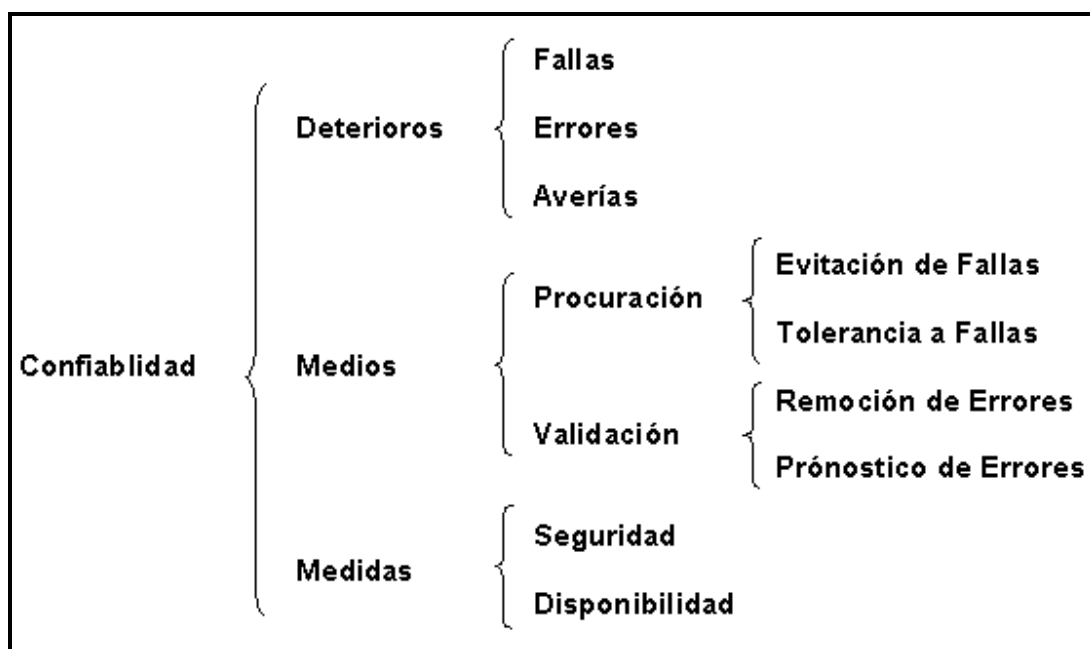 Fallas
Deterioros
Errores
Averías
Evitación de Fallas
Procuración
Tolerancia a Fallas
Confiablidad
Medios
Remoción de Errores
Validación
Prónostico de Errores
Seguridad
Medidas
Disponibilidad